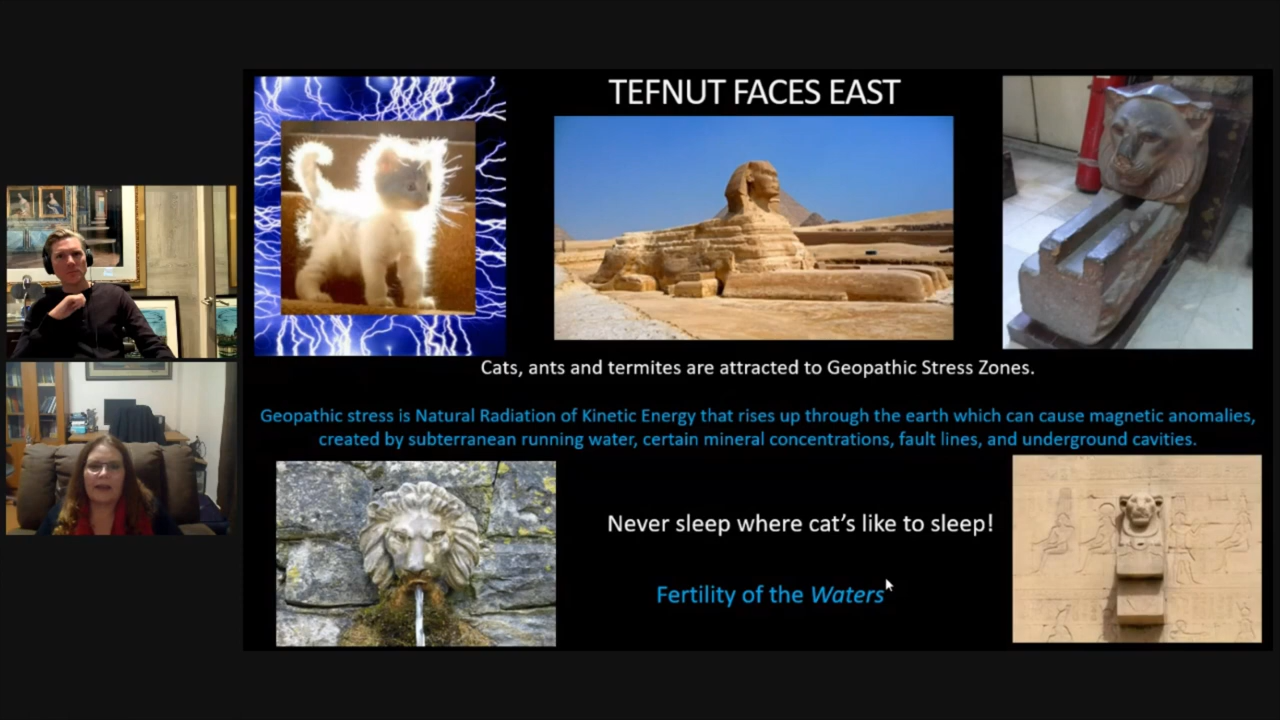 TEFNUT FACES EAST
Cats, ants and termites are attracted to Geopathic Stress Zones.
Geopathic stress is Natural Radiation of Kinetic Energy that rises up through the earth which can cause magnetic anomalies,
created by subterranean running water, certain mineral concentrations, fault lines, and underground cavities.
Never sleep where cat's like to sleep!
Fertility of the Waters